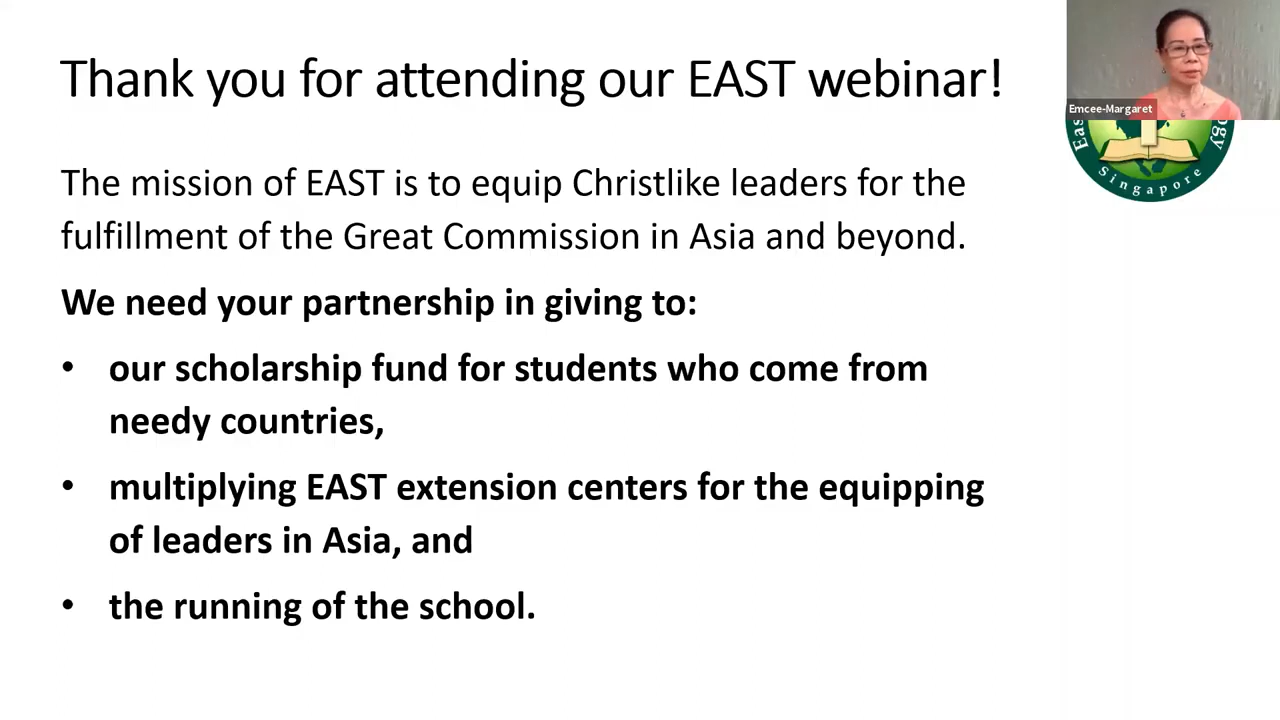 Thank you for attending our EAST webinar!
Emcee-Margaret
Singapore
The mission of EAST is to equip Christlike leaders for the
fulfillment of the Great Commission in Asia and beyond.
We need your partnership in giving to:
• our scholarship fund for students who come from
needy countries,
• multiplying EAST extension centers for the equipping
of leaders in Asia, and
• the running of the school.